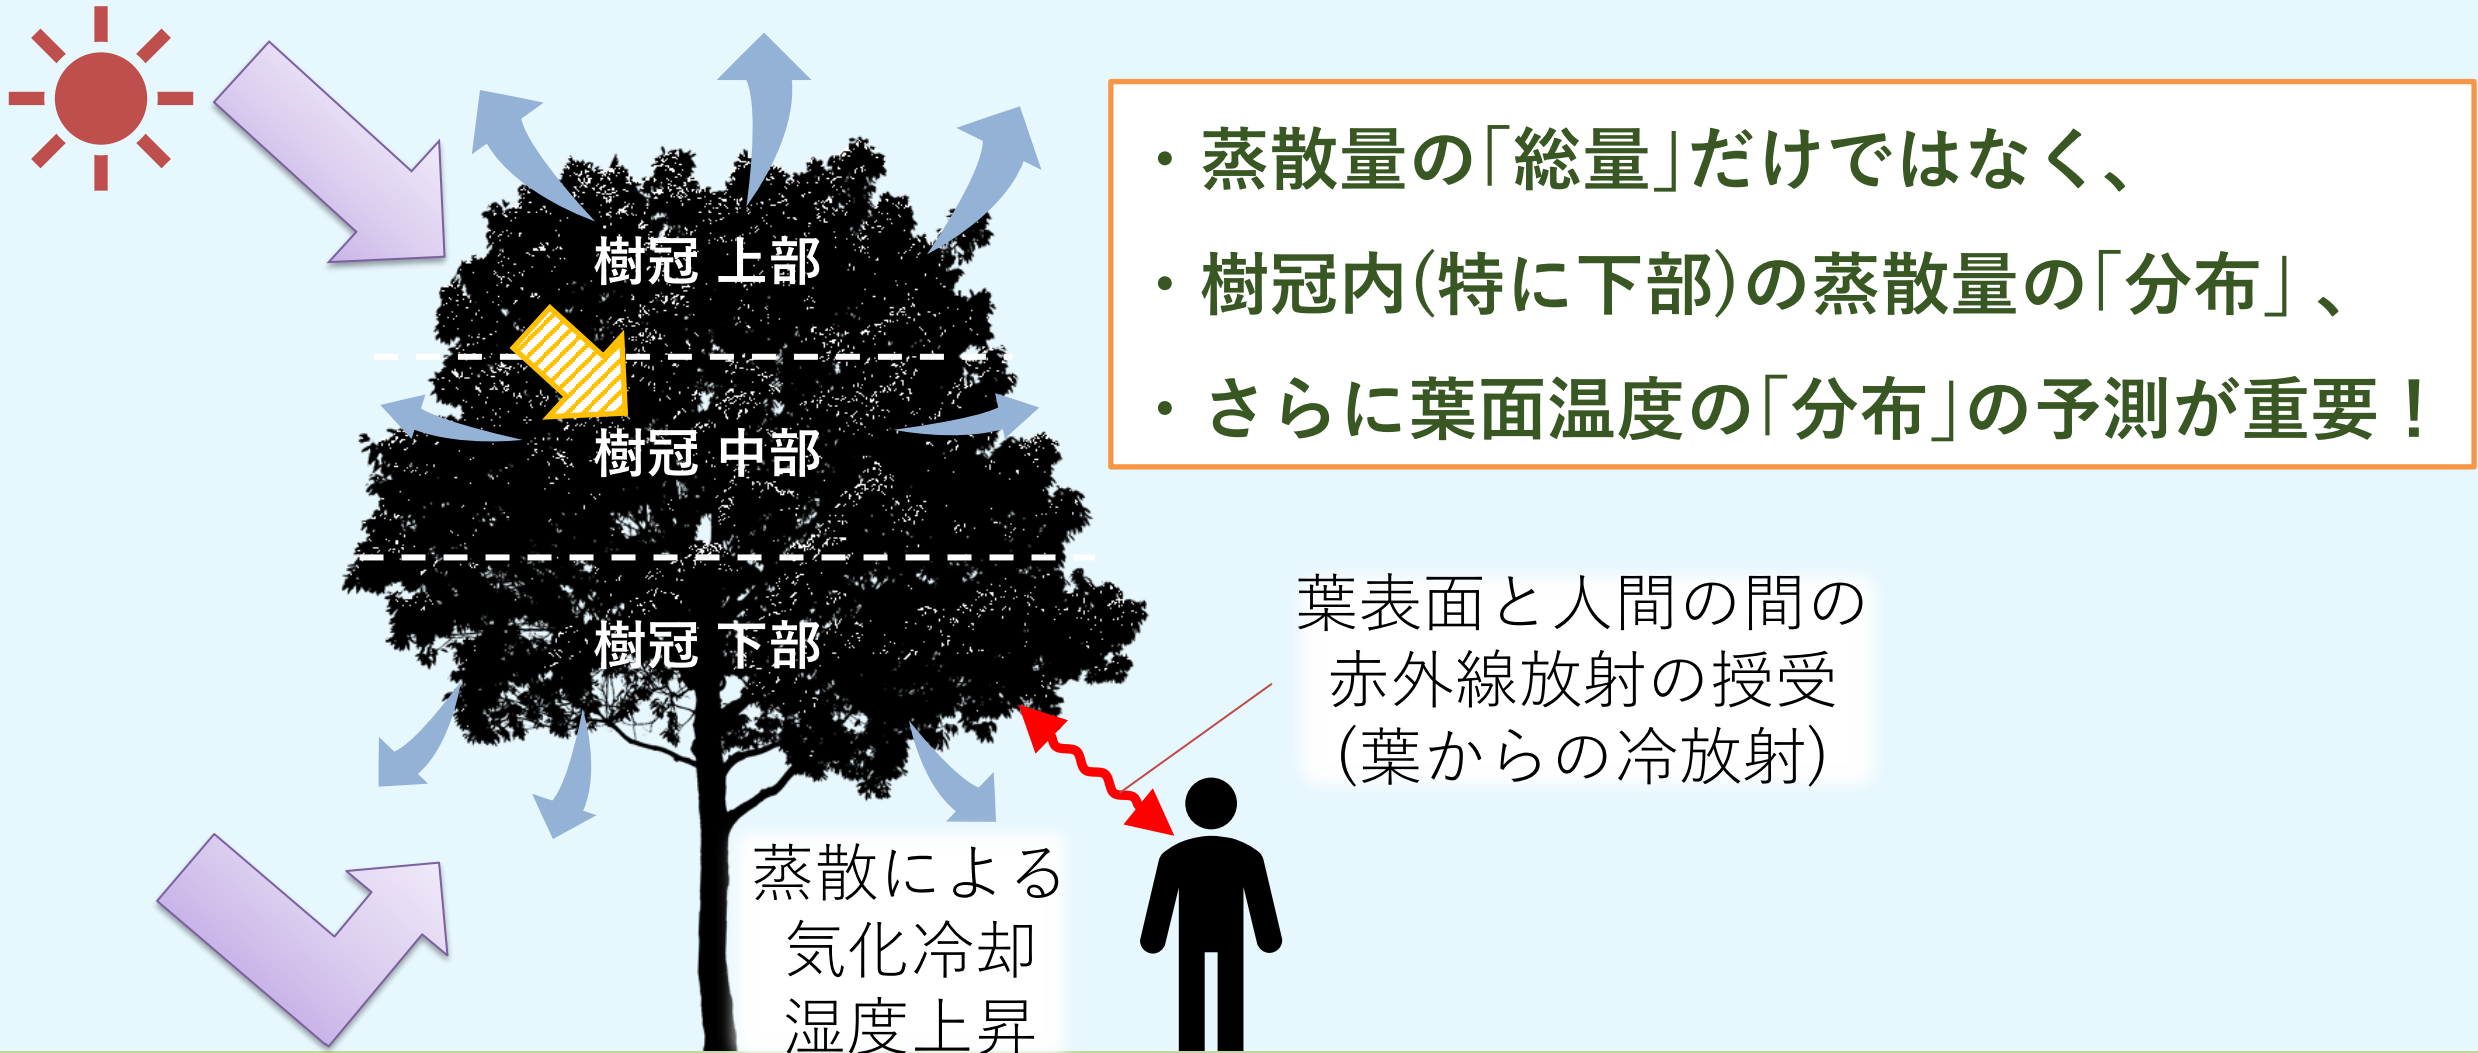 ・蒸散量の「総量」だけではなく、
・樹冠内(特に下部)の蒸散量の「分布」、
・さらに葉面温度の「分布」の予測が重要！
樹冠 上部
樹冠 中部
樹冠 下部
葉表面と人間の間の
赤外線放射の授受
(葉からの冷放射)
蒸散による
気化冷却
湿度上昇